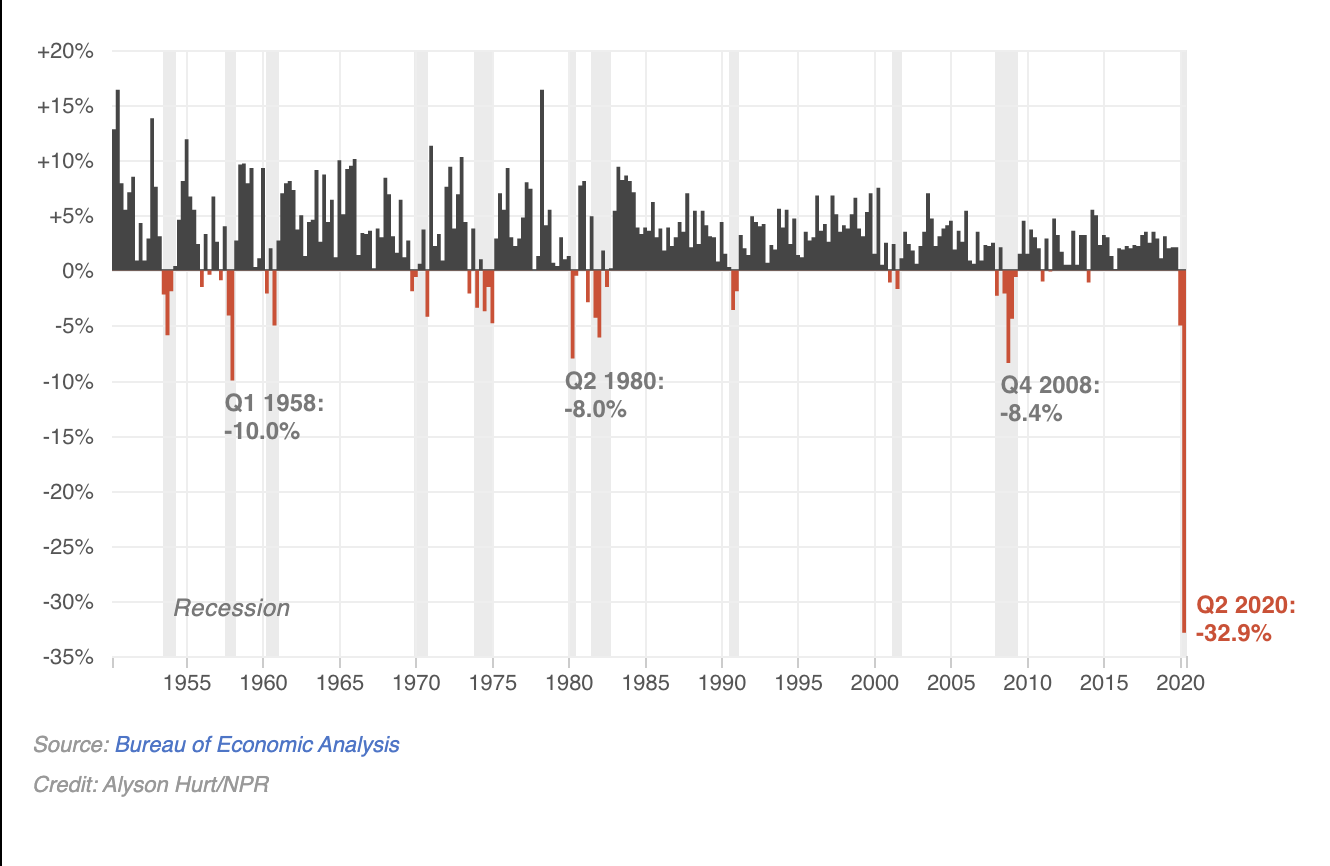 +20%
+15%
+10%
+5%
0%
-5%
-10%
-15%
-20%
-25%
-30%
-35%
Q1 1958:
-10.0%
Q2 1980:
-8.0%
Q4 2008:
-8.4%
Recession
Q2 2020:
-32.9%
1955 1960 1965 1970 1975 1980 1985 1990 1995 2000 2005 2010 2015 2020
Source: Bureau of Economic Analysis
Credit: Alyson Hurt/NPR